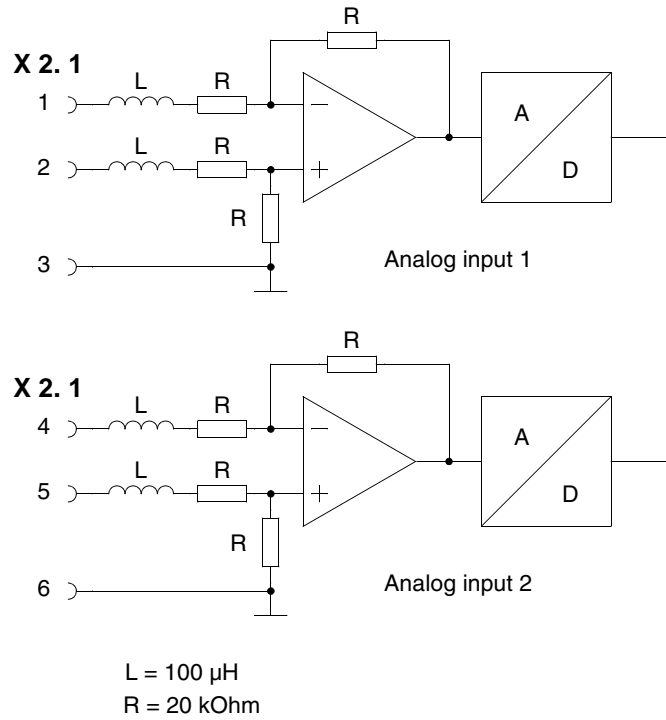 R
X 2. 1
L R
1
A
2 L R
D
R
3
Analog input 1
R
X 2. 1
L R
4
A
5 L R
D
R
6
Analog input 2
L = 100 µH
R = 20 kOhm